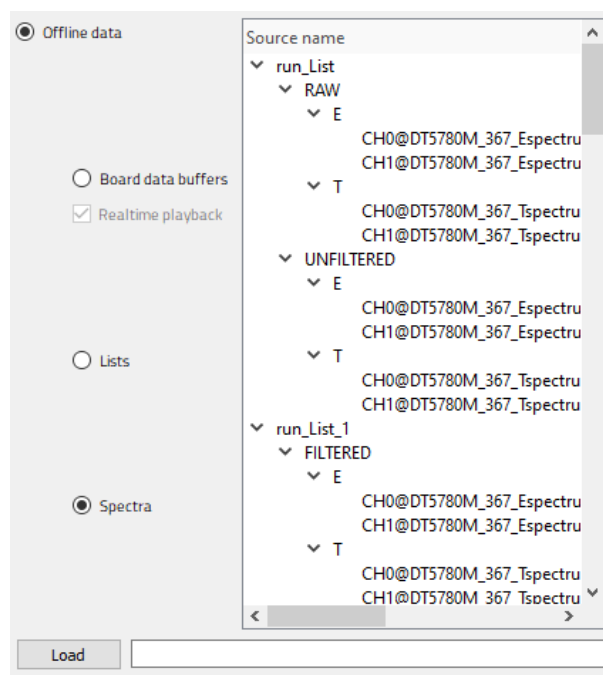 Offline data
Source name
run_List
RAW
E
CH0@DT5780M_367_Espectru
CH1@DT5780M_367_Espectru
Board data buffers
T
Realtime playback
CH0@DT5780M_367_Tspectru
CH1@DT5780M_367_Tspectru
UNFILTERED
E
CH0@DT5780M_367_Espectru
CH1@DT5780M_367_Espectru
Lists
T
CH0@DT5780M_367_Tspectru
CH1@DT5780M_367_Tspectru
run_List_1
FILTERED
E
CH0@DT5780M_367_Espectru
Spectra
CH1@DT5780M_367_Espectru
T
CH0@DT5780M_367_Tspectru
CH1@DT5780M_367_Tspectru
Load